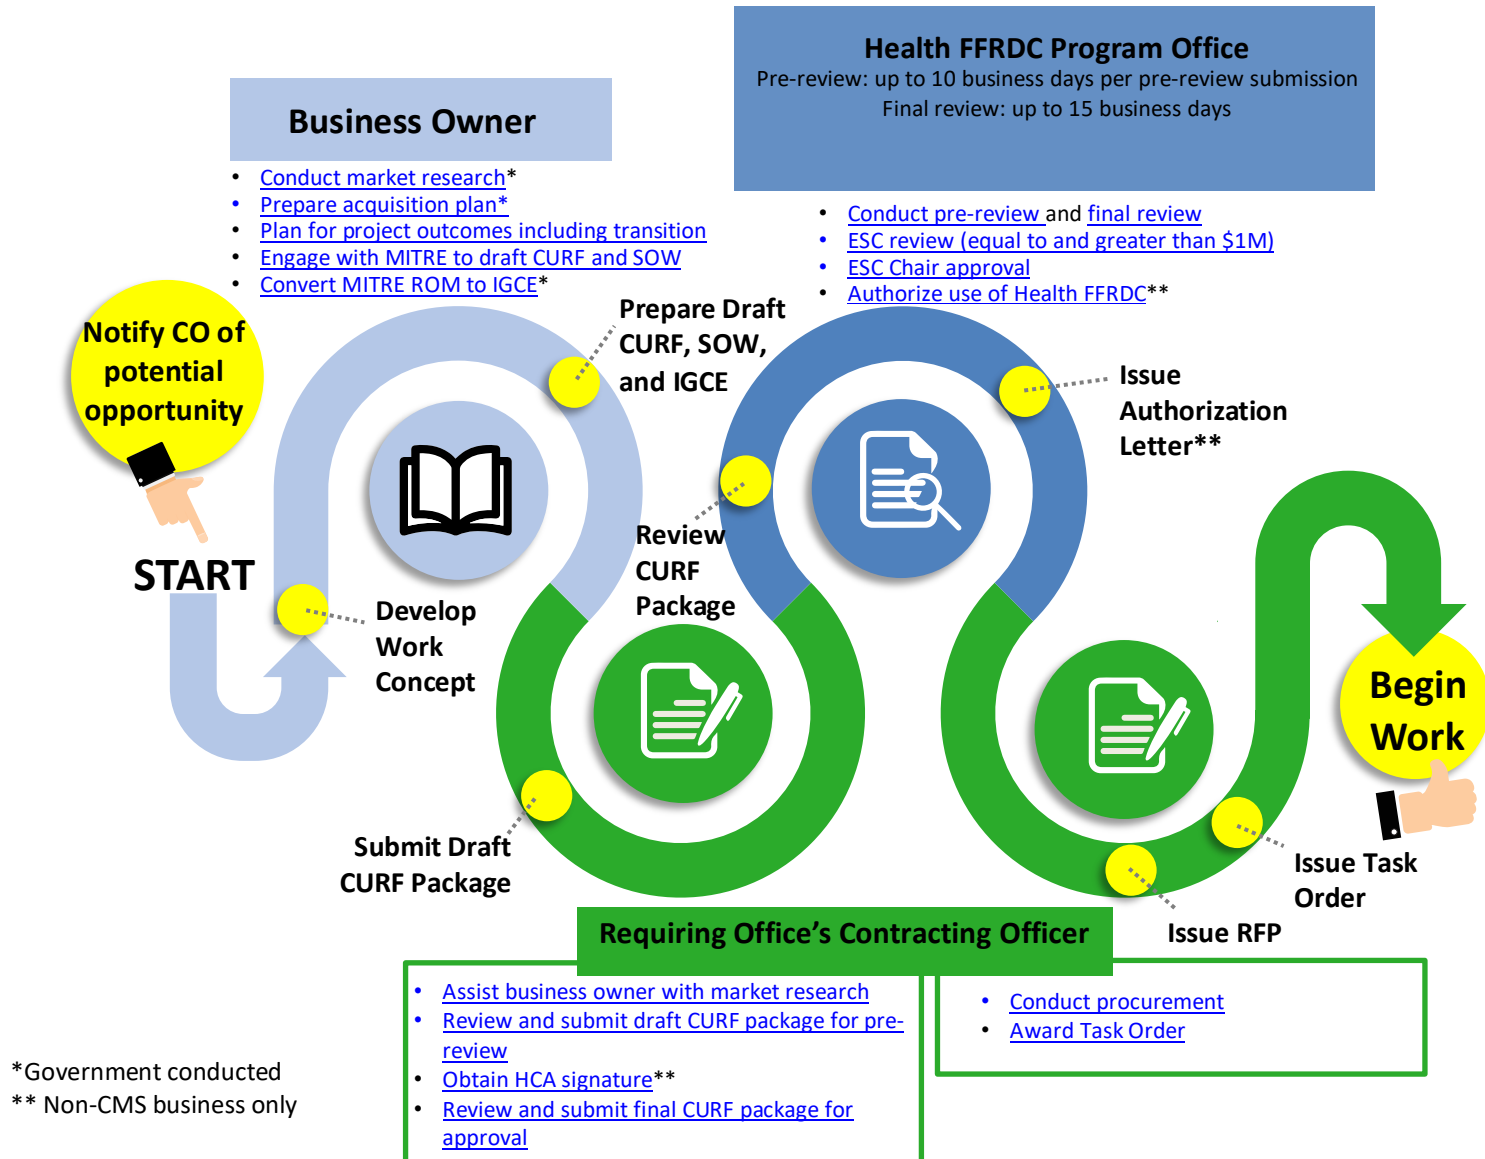 Health FFRDC Program Office
Pre-review: up to 10 business days per pre-review submission
Final review: up to 15 business days
Business Owner
• Conduct market research*
• Prepare acquisition plan*
• Plan for project outcomes including transition
• Engage with MITRE to draft CURF and SOW
• Convert MITRE ROM to IGCE*
• Conduct pre-review and final review
• ESC review (equal to and greater than $1M)
• ESC Chair approval
• Authorize use of Health FFRDC**
Notify CO of
potential
opportunity
START
Develop
Work
Concept
Prepare Draft
CURF, SOW,
and IGCE
Submit Draft
CURF Package
Review
CURF
Package
Issue
Authorization
Letter**
Issue RFP
Issue Task
Order
Begin
Work
Requiring Office’s Contracting Officer
• Assist business owner with market research
• Review and submit draft CURF package for pre-
review
• Obtain HCA signature**
• Review and submit final CURF package for
approval
• Conduct procurement
• Award Task Order
*Government conducted
** Non-CMS business only